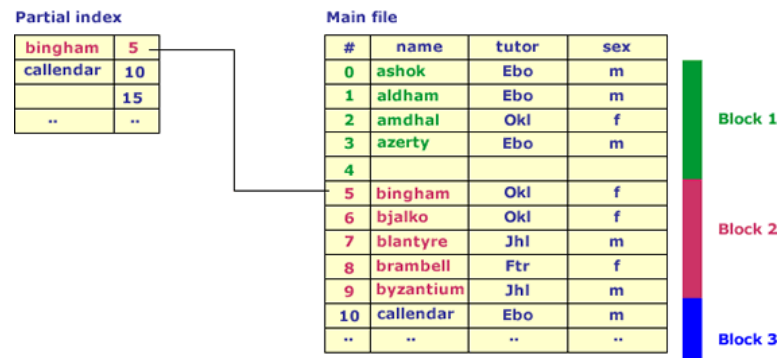 Partial index
bingham 5
callendar 10
15
.. ..
Main file
# name tutor sex
0 ashok Ebo m
1 aldham Ebo m
2 amdhal Okl f
3 azerty Ebo m
4
5 bingham Okl f
6 bjalko Okl f
7 blantyre Jhl m
8 brambell Ftr f
9 byzantium Jhl m
10 callendar Ebo m
.. .. .. ..
Block 1
Block 2
Block 3